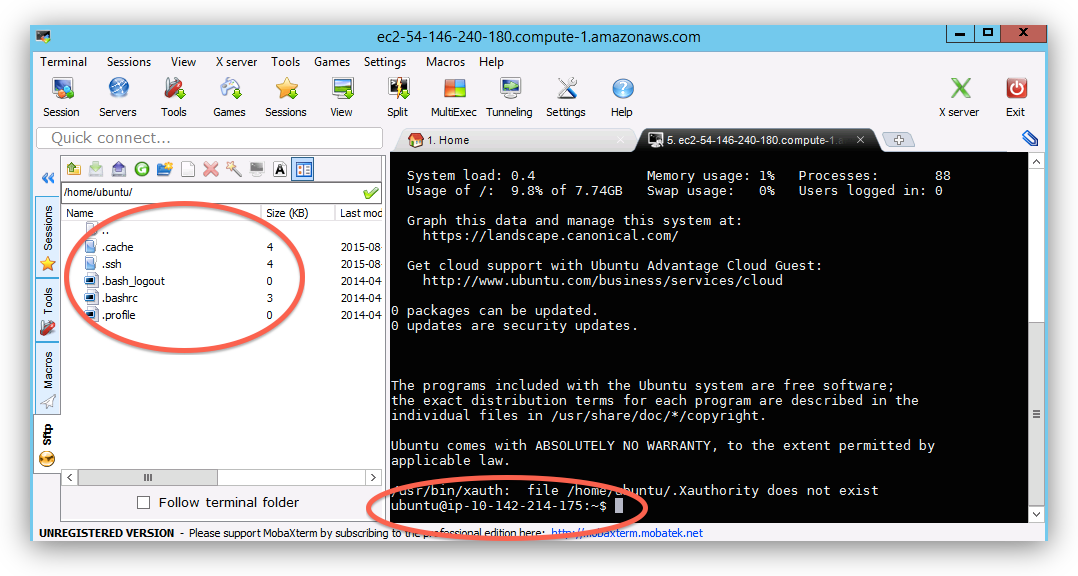 ec2-54-146-240-180.compute-1.amazonaws.com
Terminal Sessions View X server Tools Games Settings Macros Help
Session Servers Tools Games Sessions View Split MultiExec Tunneling Settings Help X server Exit
Quick connect...
1. Home
5. ec2-54-146-240-180.compute-1.a
/home/ubuntu/
Name Size (KB) Last mod
..
.cache 4 2015-08
.ssh 4 2015-08
.bash_logout 0 2014-04
.bashrc 3 2014-04
.profile 0 2014-04
Sessions
Tools
Macros
Sftp
Follow terminal folder
System load: 0.4 Memory usage: 1% Processes: 88
Usage of /: 9.8% of 7.74GB Swap usage: 0% Users logged in: 0
Graph this data and manage this system at:
https://landscape.canonical.com/
Get cloud support with Ubuntu Advantage Cloud Guest:
http://www.ubuntu.com/business/services/cloud
0 packages can be updated.
0 updates are security updates.
The programs included with the Ubuntu system are free software;
the exact distribution terms for each program are described in the
individual files in /usr/share/doc/*/copyright.
Ubuntu comes with ABSOLUTELY NO WARRANTY, to the extent permitted by
applicable law.
/usr/bin/xauth: file /home/ubuntu/.Xauthority does not exist
ubuntu@ip-10-142-214-175:~$
UNREGISTERED VERSION - Please support MobaXterm by subscribing to the professional edition here: http://mobaxterm.mobatek.net